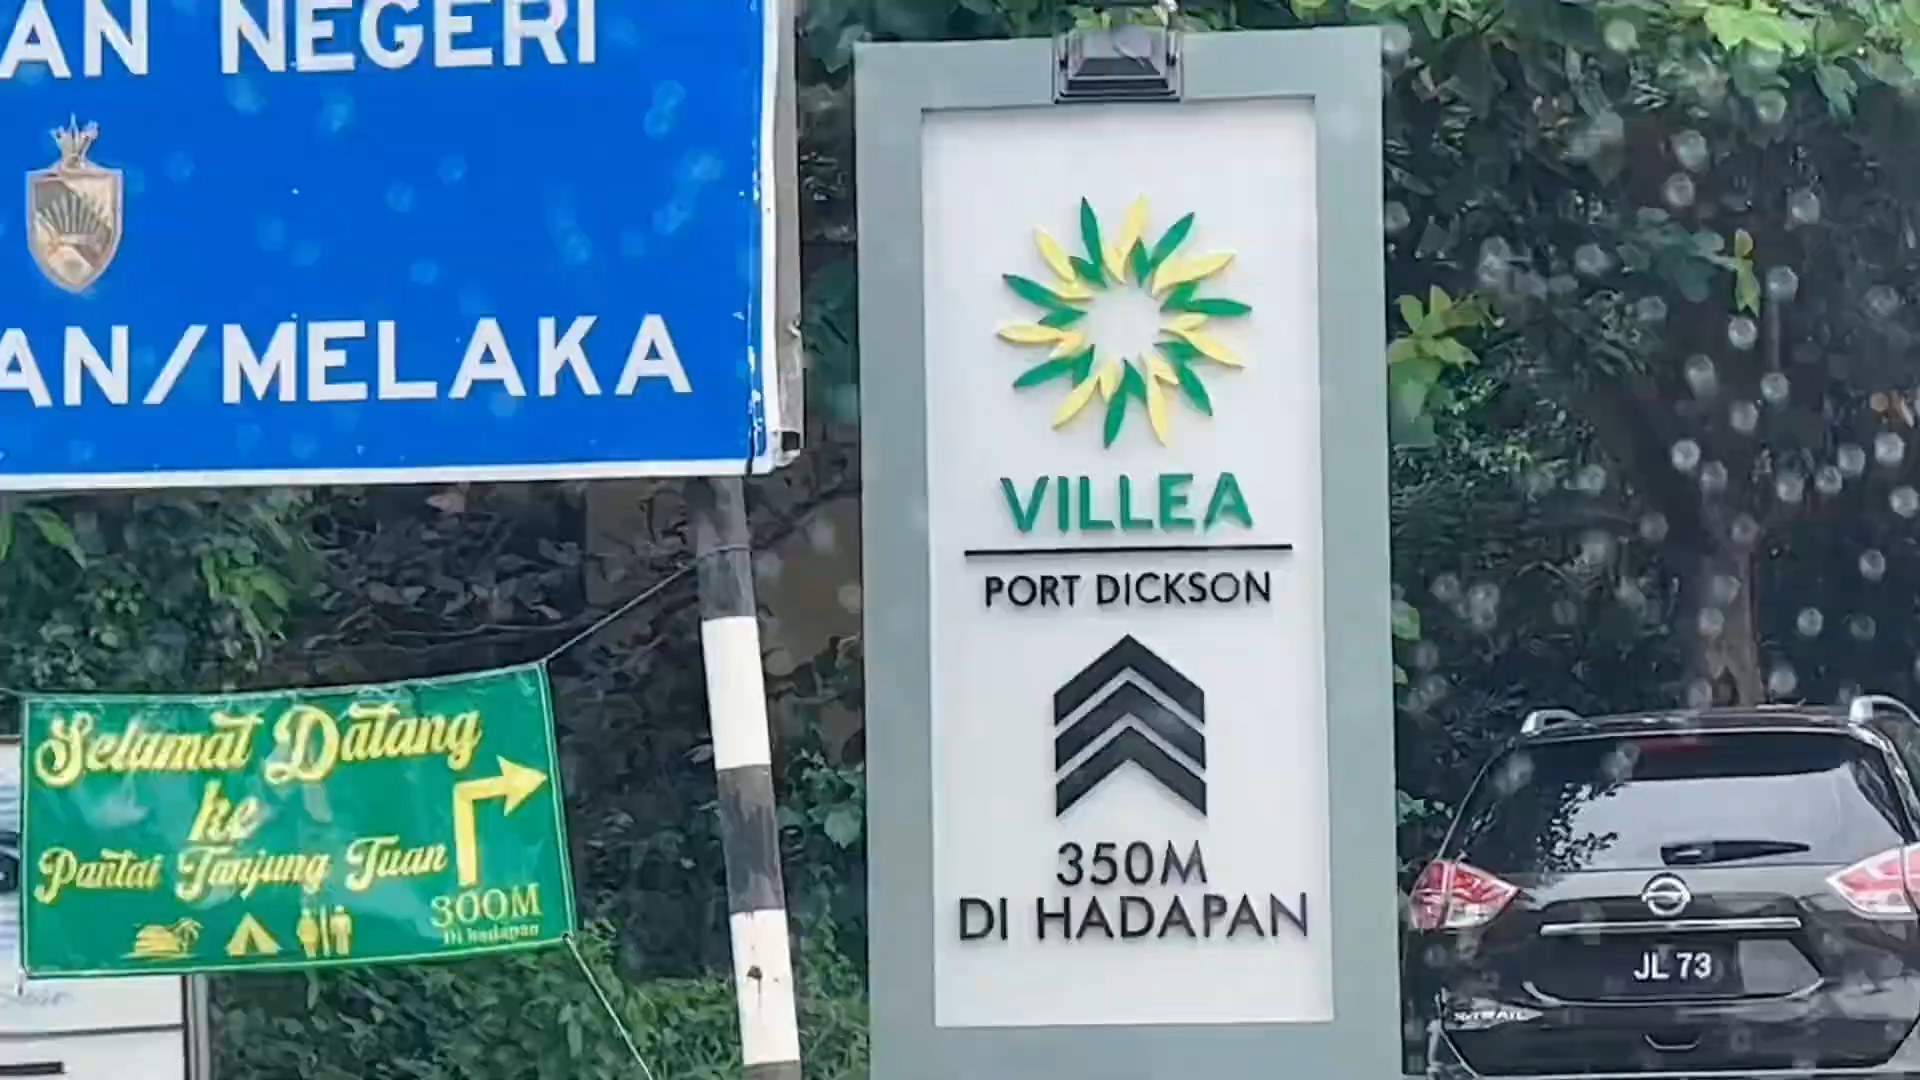 AN NEGERI
AN/MELAKA
Selamat Datang
ke
Pantai Tanjung Tuan
300M
Di hadapan
VILLEA
PORT DICKSON
350M
DI HADAPAN
JL 73
X-TRAIL